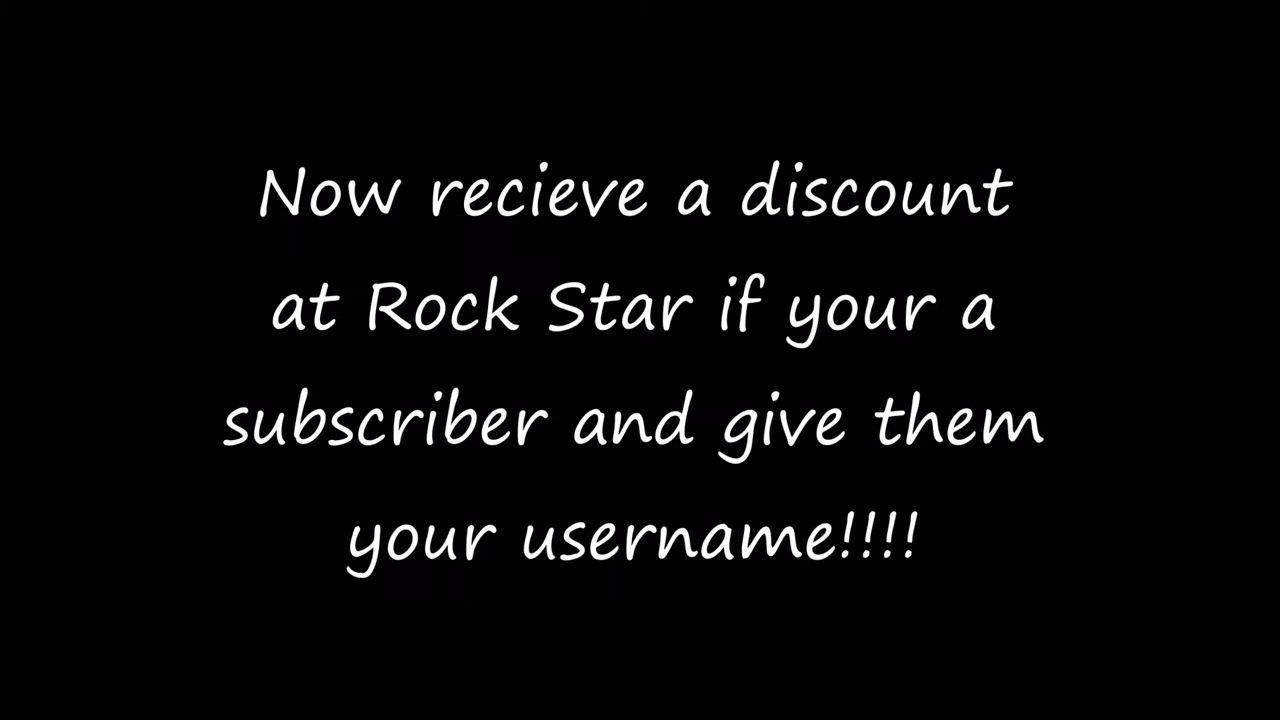 Now recieve a discount
at Rock Star if your a
subscriber and give them
your username!!!!